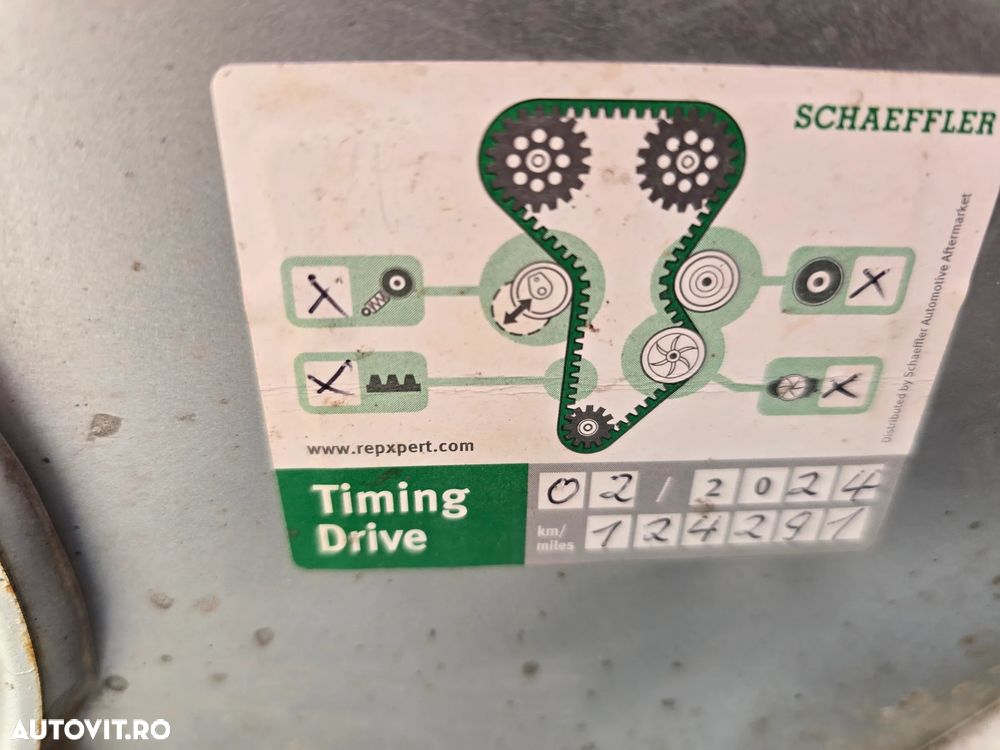 SCHAEFFLER
X
X
X
X
Distributed by Schaeffler Automotive Aftermarket
www.repxpert.com
Timing
Drive
02 / 2024
km/
miles
124291
AUTOVIT.RO